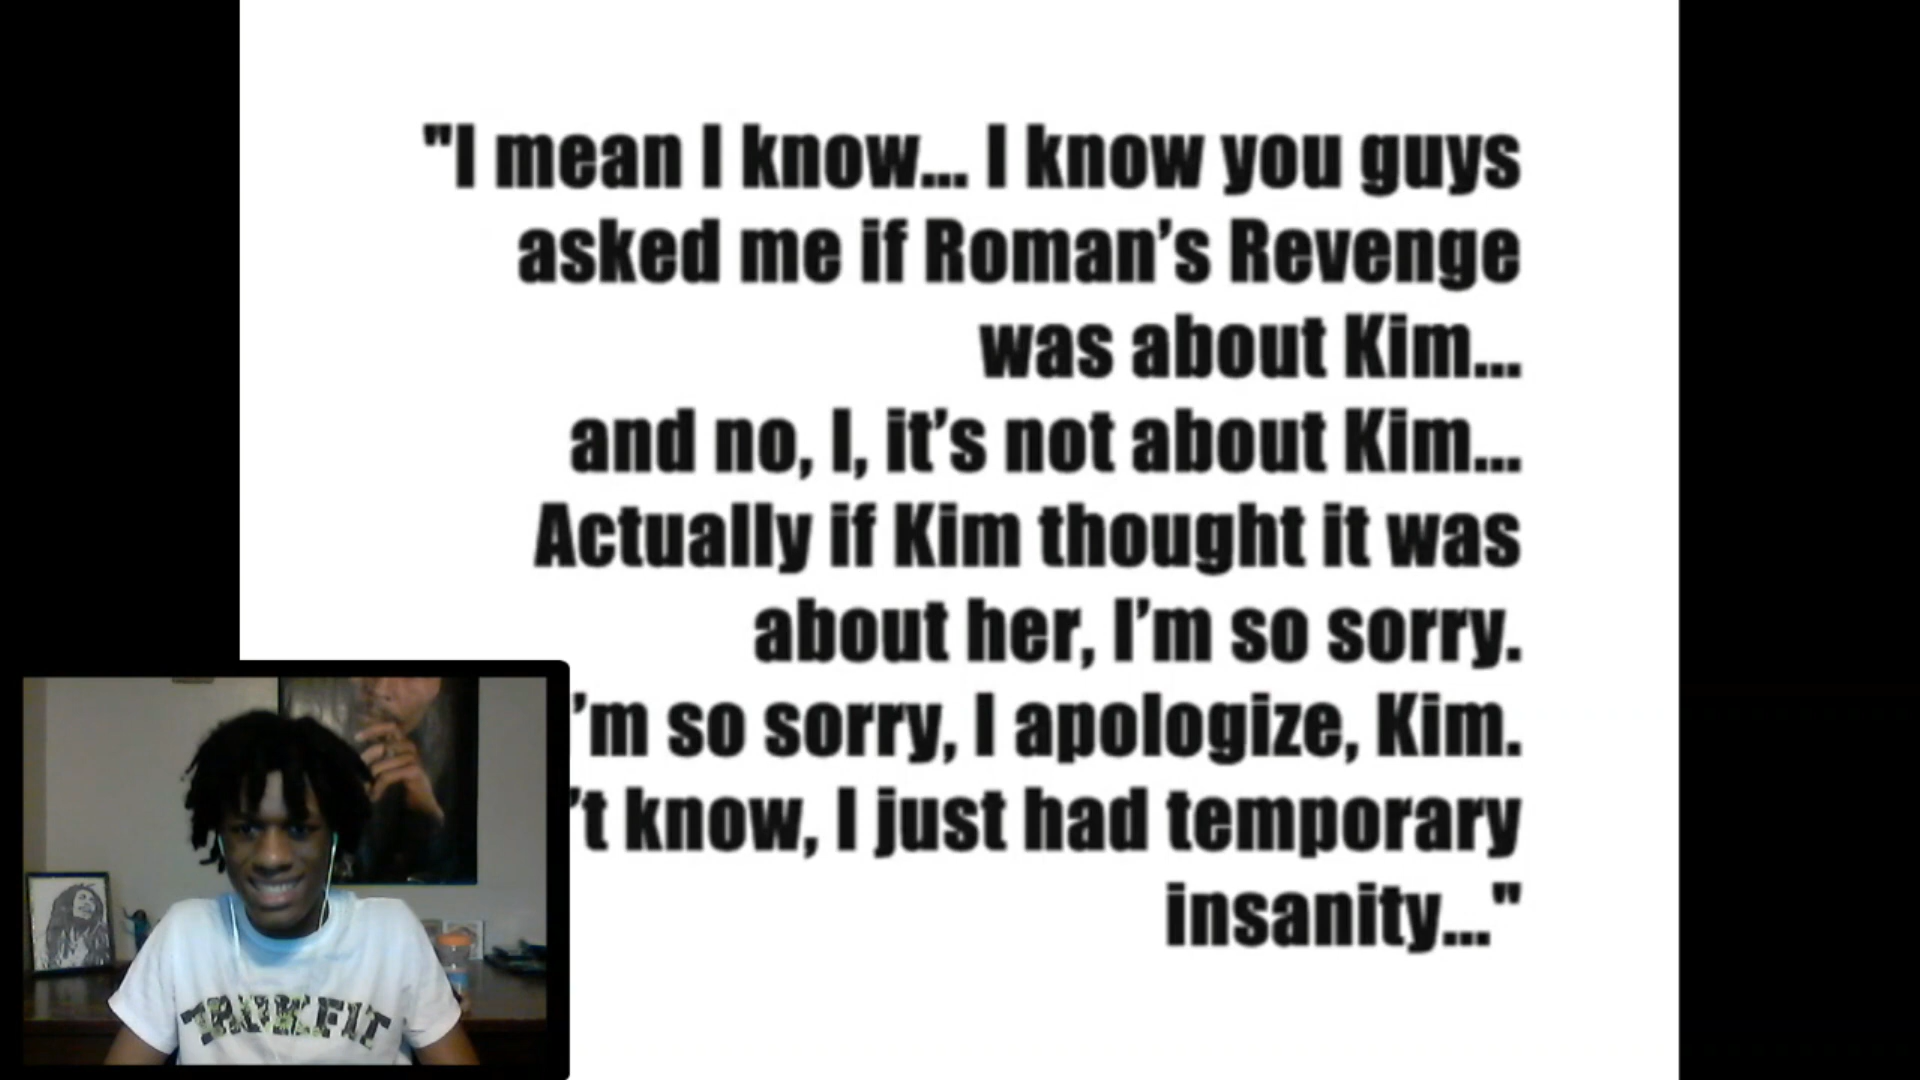 "I mean I know... I know you guys
asked me if Roman’s Revenge
was about Kim...
and no, I, it’s not about Kim...
Actually if Kim thought it was
about her, I’m so sorry.
’m so sorry, I apologize, Kim.
’t know, I just had temporary
insanity..."
TRUKFIT